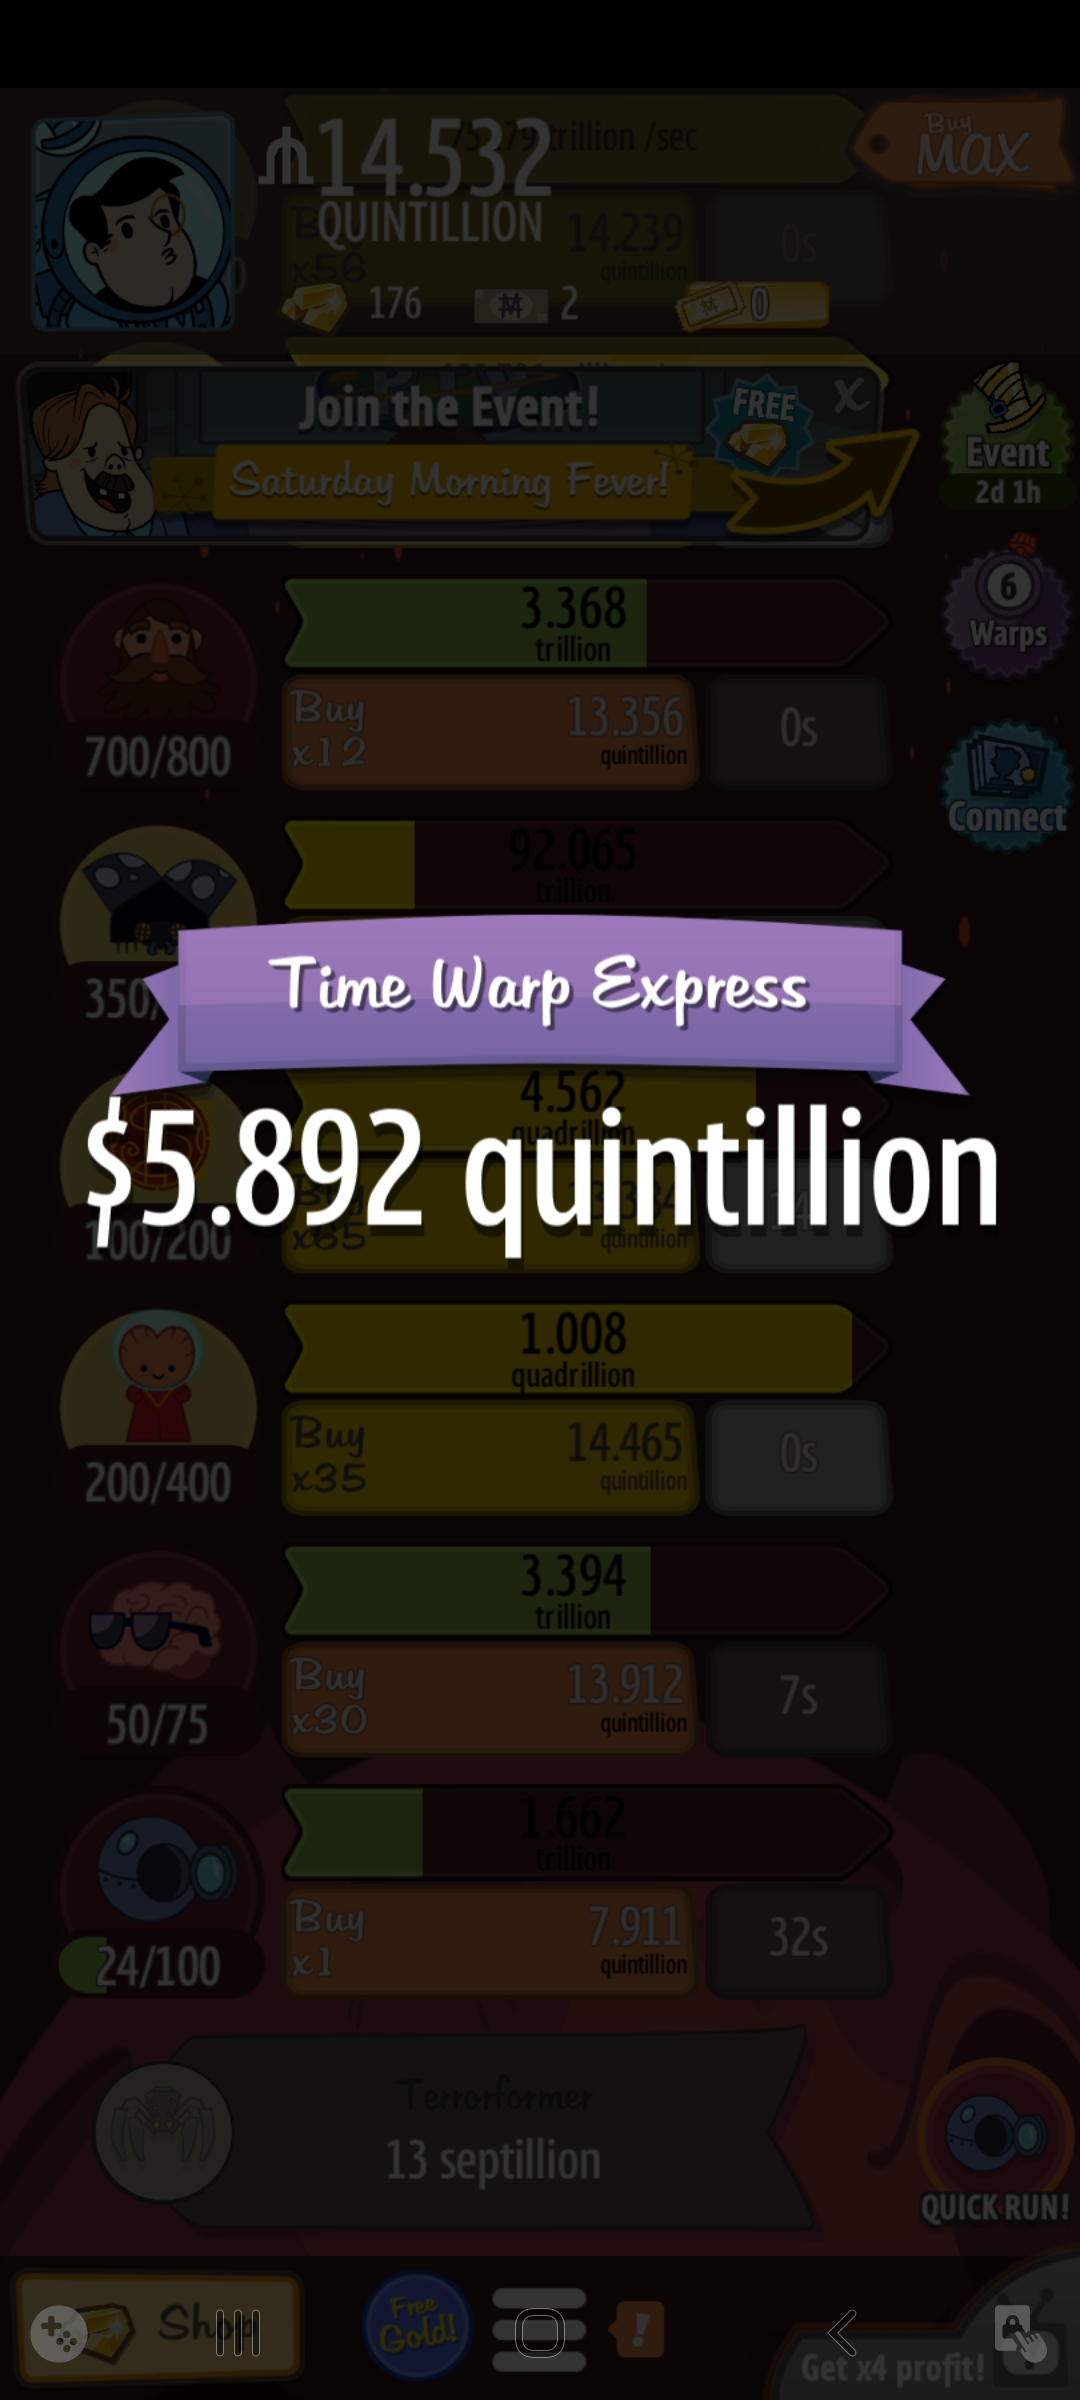 14.532
QUINTILLION
trillion /sec
Buy
MAX
x56
14.239
quintillion
0s
176
2
0
Join the Event!
FREE
X
Saturday Morning Fever!
Event
2d 1h
3.368
trillion
6
Warps
Buy
x12
13.356
quintillion
0s
700/800
Connect
92.065
trillion
350/
Time Warp Express
4.562
quadrillion
$5.892 quintillion
x65
quintillion
100/200
1.008
quadrillion
Buy
x35
14.465
quintillion
0s
200/400
3.394
trillion
Buy
x30
13.912
quintillion
7s
50/75
1.662
trillion
Buy
x1
7.911
quintillion
32s
24/100
Terrorformer
13 septillion
QUICK RUN!
Shop
Free
Gold!
!
Get x4 profit!